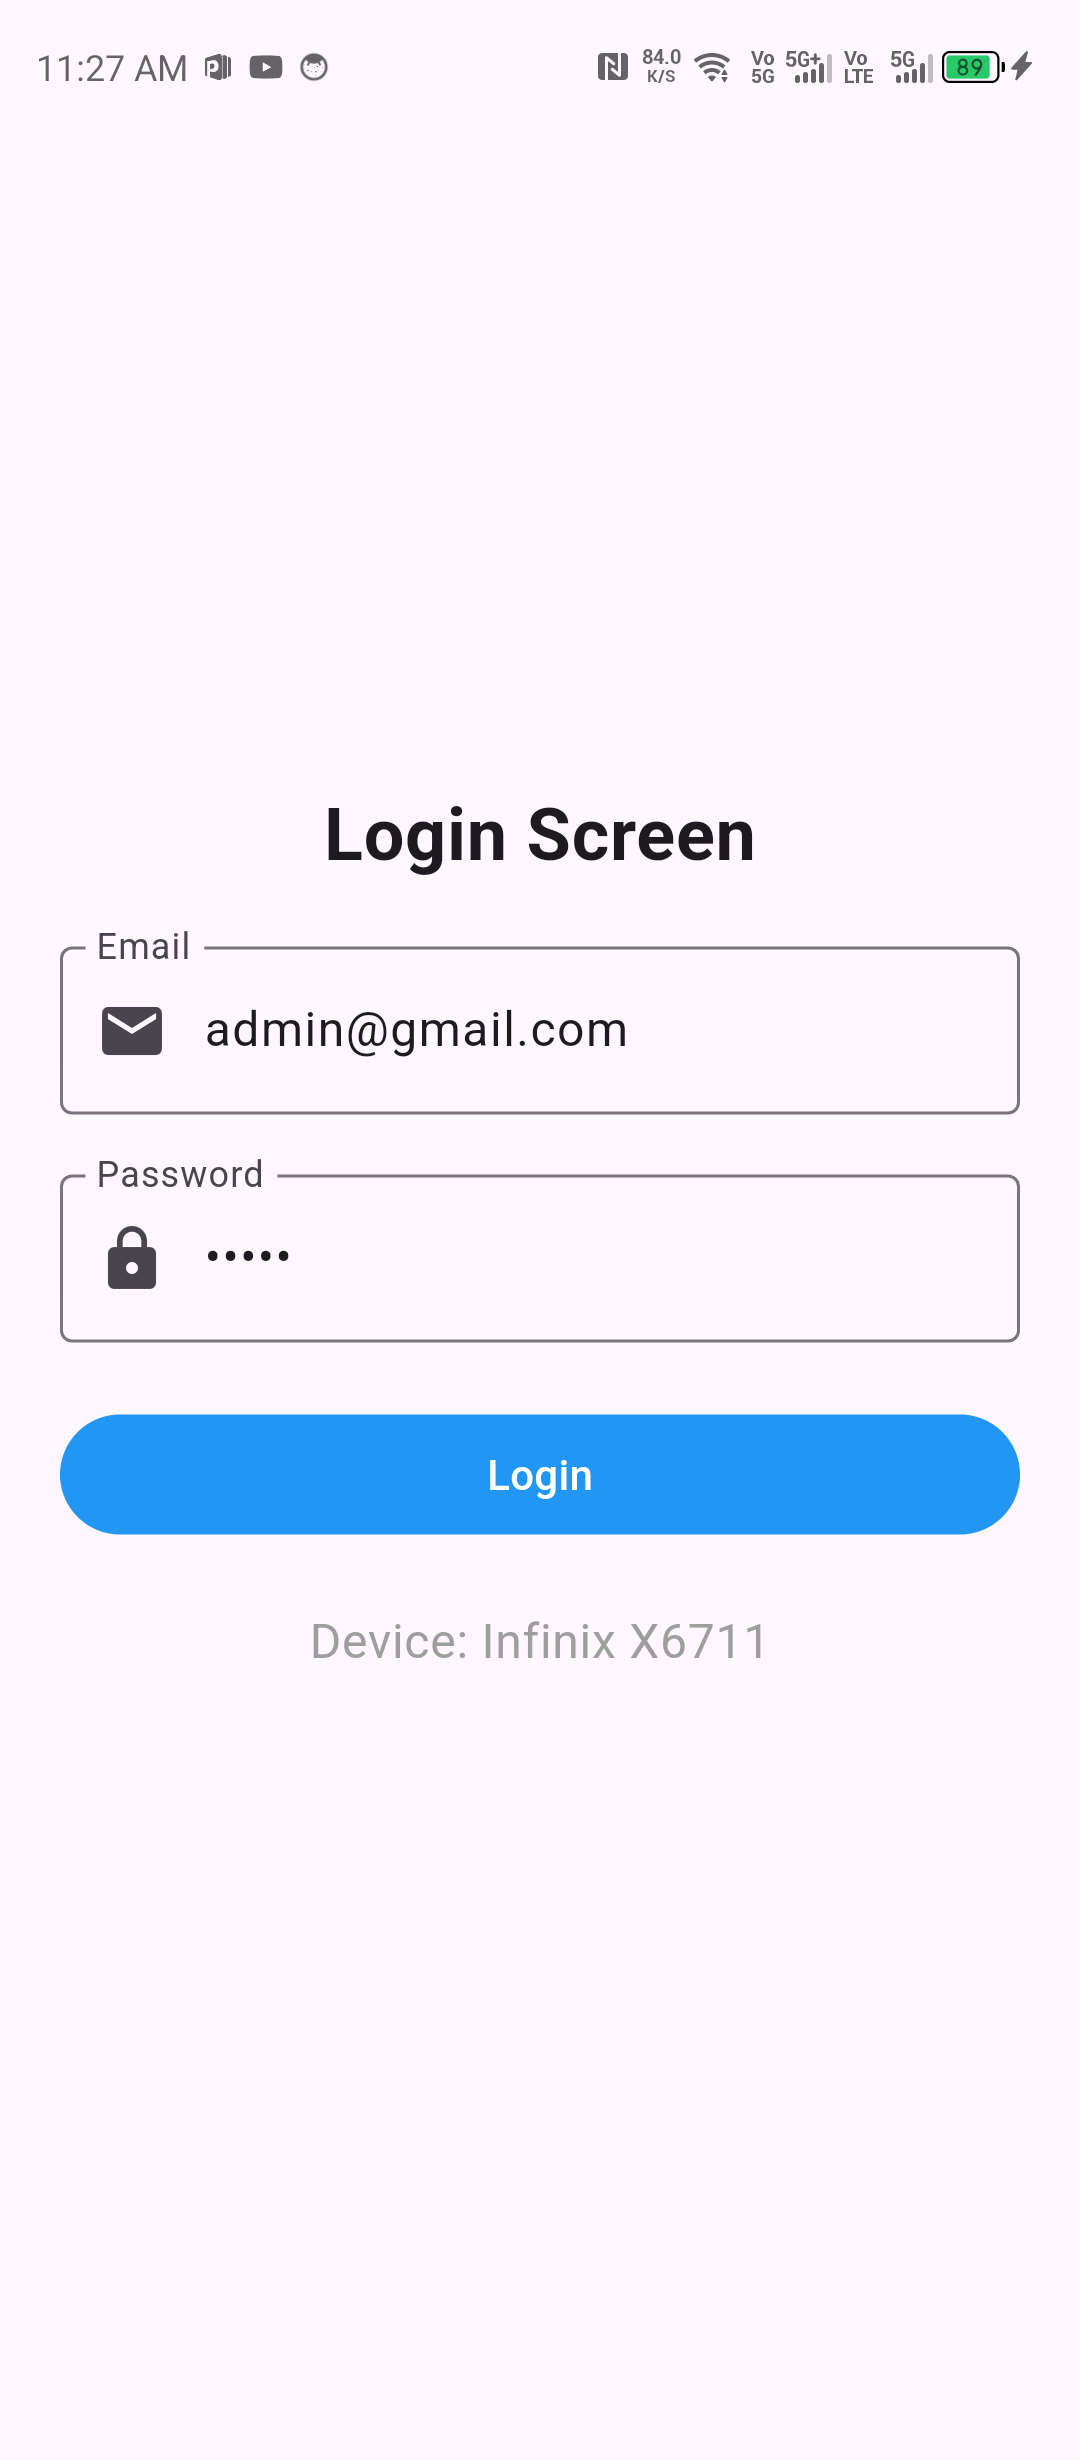 11:27 AM 84.0 K/S Vo 5G 5G+ Vo LTE 5G 89
Login Screen
Email
admin@gmail.com
Password
•••••
Login
Device: Infinix X6711